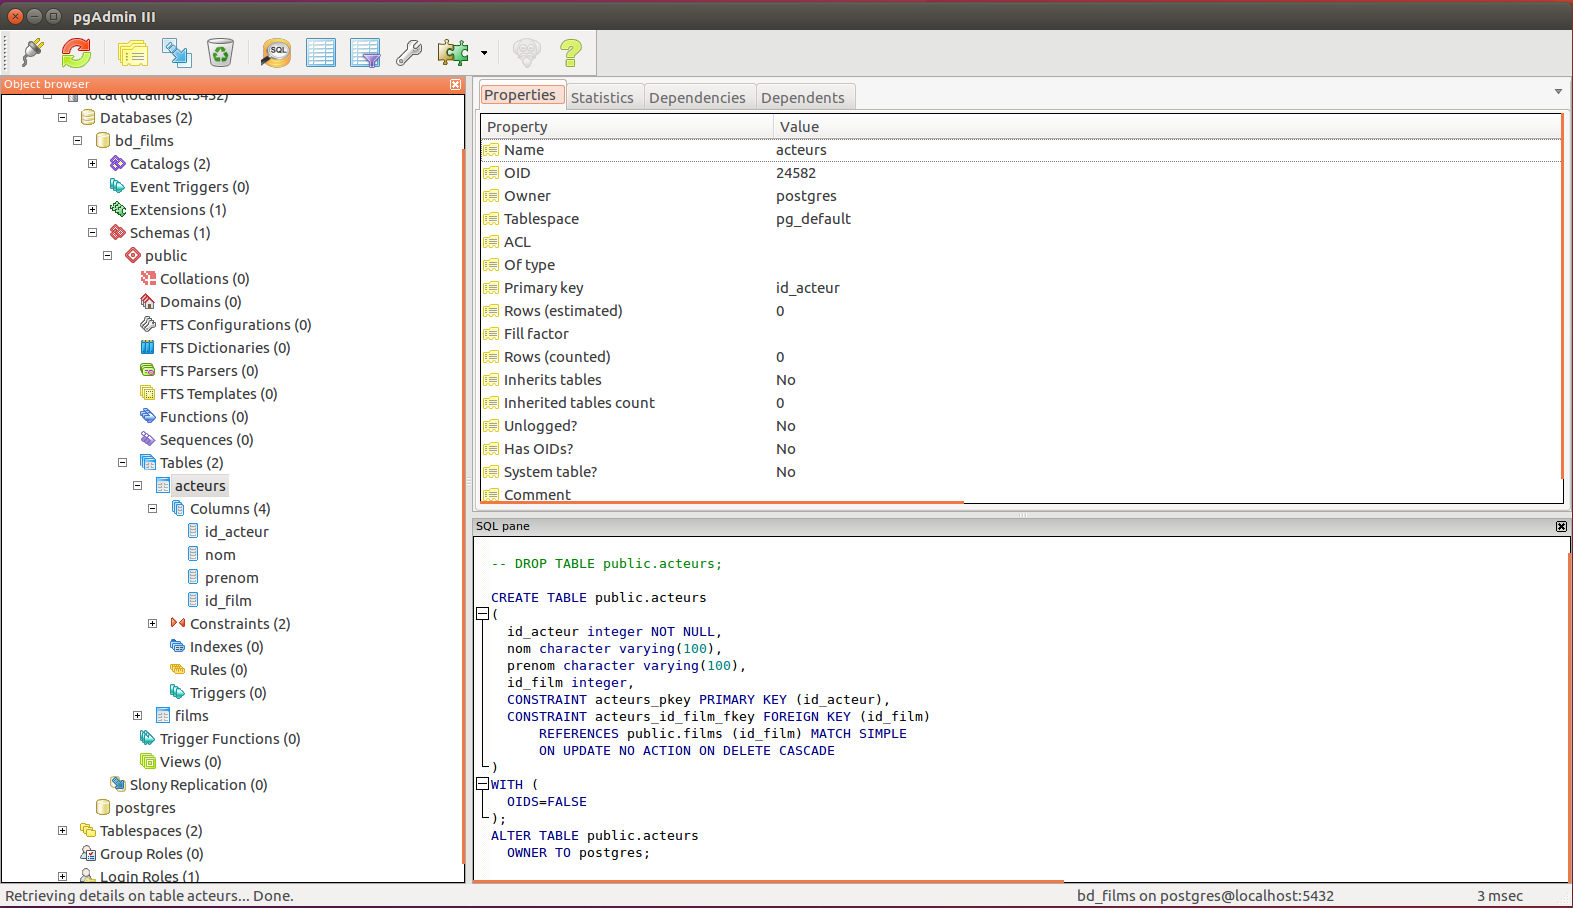 pgAdmin III
SQL
Object browser
local (localhost:5432)
Databases (2)
bd_films
Catalogs (2)
Event Triggers (0)
Extensions (1)
Schemas (1)
public
Collations (0)
Domains (0)
FTS Configurations (0)
FTS Dictionaries (0)
FTS Parsers (0)
FTS Templates (0)
Functions (0)
Sequences (0)
Tables (2)
acteurs
Columns (4)
id_acteur
nom
prenom
id_film
Constraints (2)
Indexes (0)
Rules (0)
Triggers (0)
films
Trigger Functions (0)
Views (0)
Slony Replication (0)
postgres
Tablespaces (2)
Group Roles (0)
Login Roles (1)
Properties Statistics Dependencies Dependents
Property Value
Name acteurs
OID 24582
Owner postgres
Tablespace pg_default
ACL
Of type
Primary key id_acteur
Rows (estimated) 0
Fill factor
Rows (counted) 0
Inherits tables No
Inherited tables count 0
Unlogged? No
Has OIDs? No
System table? No
Comment
SQL pane
-- DROP TABLE public.acteurs;
CREATE TABLE public.acteurs
(
id_acteur integer NOT NULL,
nom character varying(100),
prenom character varying(100),
id_film integer,
CONSTRAINT acteurs_pkey PRIMARY KEY (id_acteur),
CONSTRAINT acteurs_id_film_fkey FOREIGN KEY (id_film)
REFERENCES public.films (id_film) MATCH SIMPLE
ON UPDATE NO ACTION ON DELETE CASCADE
)
WITH (
OIDS=FALSE
);
ALTER TABLE public.acteurs
OWNER TO postgres;
Retrieving details on table acteurs... Done.
bd_films on postgres@localhost:5432
3 msec